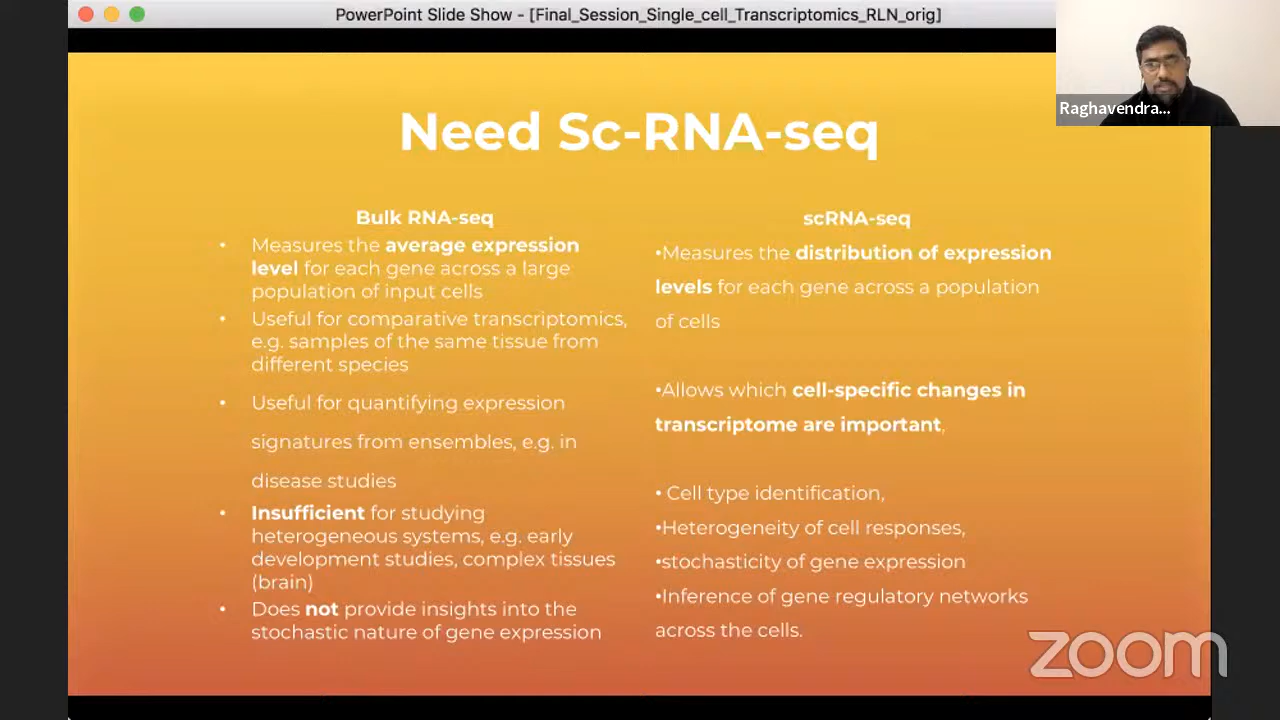 PowerPoint Slide Show - [Final_Session_Single_cell_Transcriptomics_RLN_orig]
Raghavendra...
Need Sc-RNA-seq
Bulk RNA-seq
• Measures the average expression
level for each gene across a large
population of input cells
• Useful for comparative transcriptomics,
e.g. samples of the same tissue from
different species
• Useful for quantifying expression
signatures from ensembles, e.g. in
disease studies
• Insufficient for studying
heterogeneous systems, e.g. early
development studies, complex tissues
(brain)
• Does not provide insights into the
stochastic nature of gene expression
scRNA-seq
•Measures the distribution of expression
levels for each gene across a population
of cells
•Allows which cell-specific changes in
transcriptome are important,
• Cell type identification,
•Heterogeneity of cell responses,
•stochasticity of gene expression
•Inference of gene regulatory networks
across the cells.
zoom